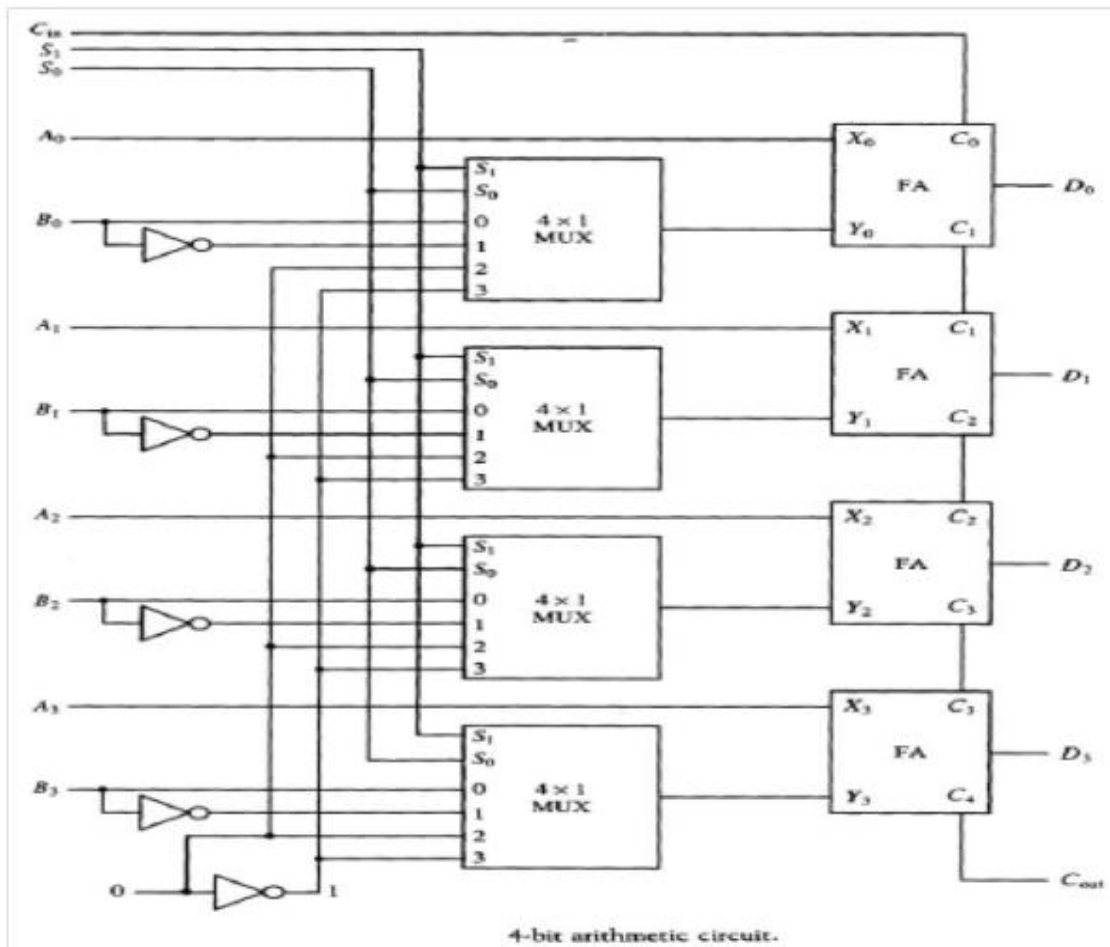 C_in
S_1
S_0
A_0 X_0 C_0
S_1
FA D_0
S_0
B_0 0 4 × 1 Y_0 C_1
1 MUX
2
3
A_1 X_1 C_1
S_1
FA D_1
S_0
B_1 0 4 × 1 Y_1 C_2
1 MUX
2
3
A_2 X_2 C_2
S_1
FA D_2
S_0
B_2 0 4 × 1 Y_2 C_3
1 MUX
2
3
A_3 X_3 C_3
S_1
FA D_3
S_0
B_3 0 4 × 1 Y_3 C_4
1 MUX
2
3
0 1 C_out
4-bit arithmetic circuit.